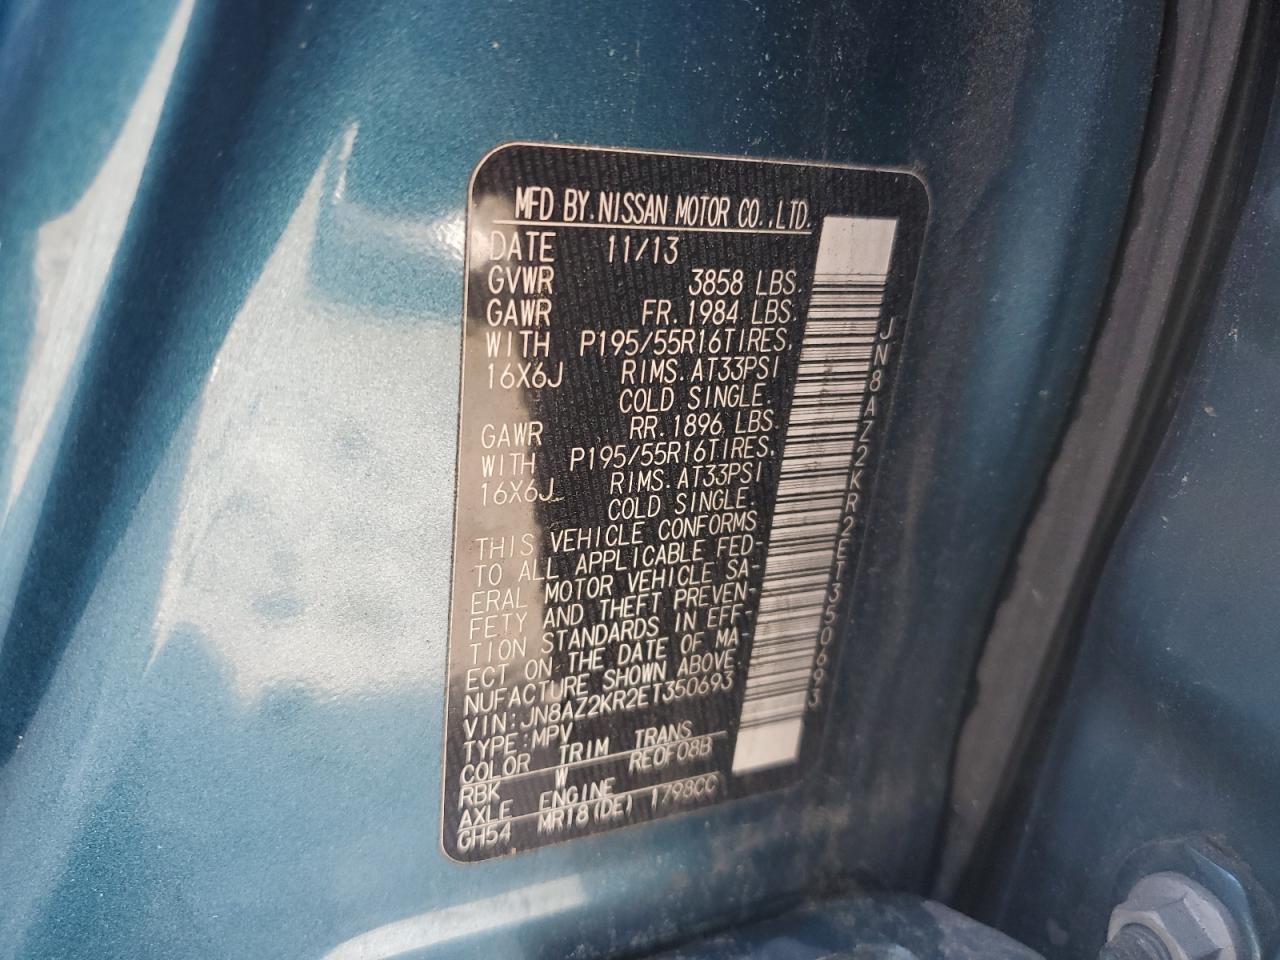 MFD BY.NISSAN MOTOR CO.,LTD.
DATE 11/13
GVWR 3858 LBS.
GAWR FR.1984 LBS.
WITH P195/55R16TIRES.
16X6J RIMS.AT33PSI
COLD SINGLE.
GAWR RR.1896 LBS.
WITH P195/55R16TIRES.
16X6J RIMS.AT33PSI
COLD SINGLE.
THIS VEHICLE CONFORMS
TO ALL APPLICABLE FED-
ERAL MOTOR VEHICLE SA-
FETY AND THEFT PREVEN-
TION STANDARDS IN EFF-
ECT ON THE DATE OF MA-
NUFACTURE SHOWN ABOVE.
VIN:JN8AZ2KR2ET350693
TYPE:MPV
COLOR TRIM TRANS
RBK W RE0F08B
AXLE ENGINE
GH54 MR18(DE) 1798CC
JN8AZ2KR2ET350693